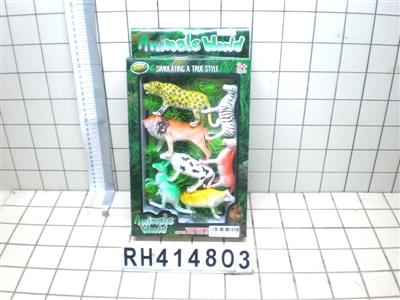 Animals World
SIMULATING A TRUE STYLE
Animals
World
RH414803